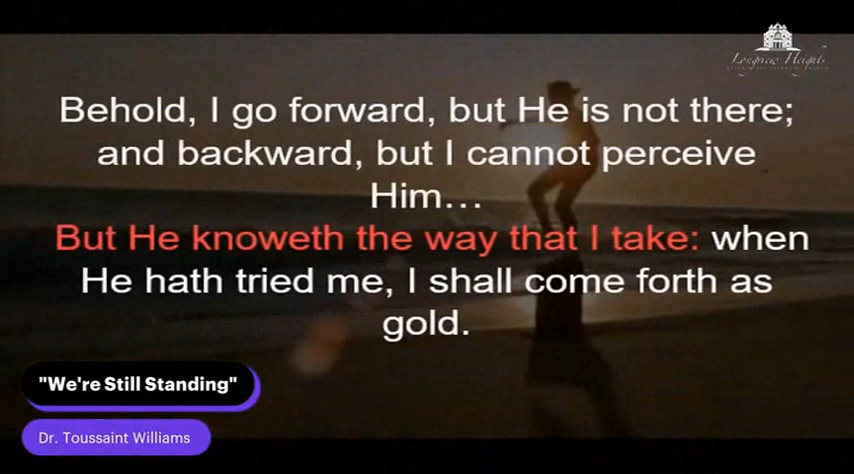 Longview Heights
Behold, I go forward, but He is not there;
and backward, but I cannot perceive
Him...
But He knoweth the way that I take: when
He hath tried me, I shall come forth as
gold.
"We're Still Standing"
Dr. Toussaint Williams